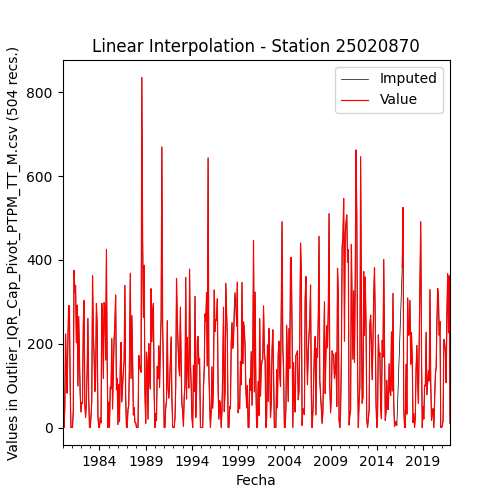 Linear Interpolation - Station 25020870
Imputed
Value
Values in Outlier_IQR_Cap_Pivot_PTPM_TT_M.csv (504 recs.)
800
600
400
200
0
1984 1989 1994 1999 2004 2009 2014 2019
Fecha